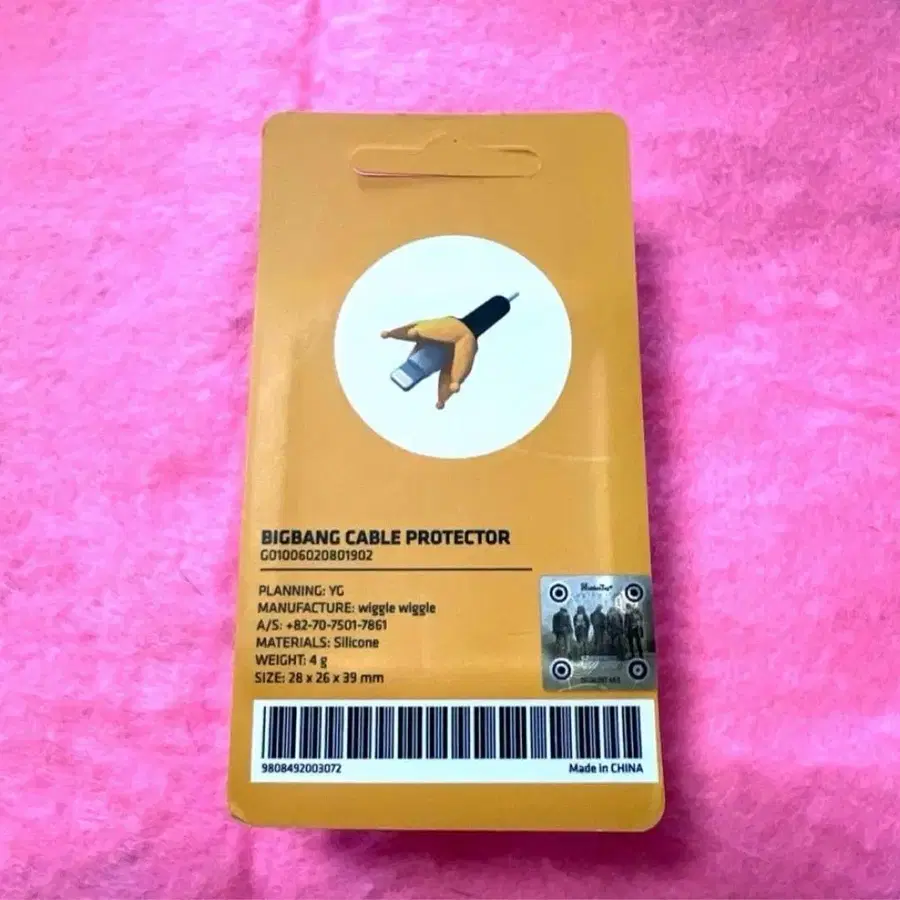 BIGBANG CABLE PROTECTOR
G01006020801902
PLANNING: YG
MANUFACTURE: wiggle wiggle
A/S: +82-70-7501-7861
MATERIALS: Silicone
WEIGHT: 4 g
SIZE: 28 x 26 x 39 mm
9808492003072
Made in CHINA